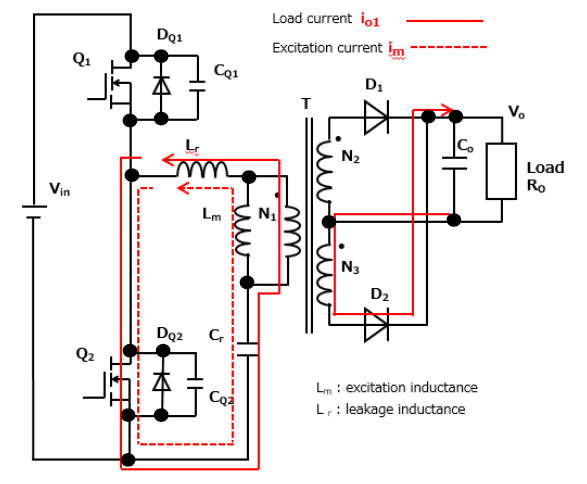 Load current io1
Excitation current im
Q1
DQ1
CQ1
Lr
T
D1
Vo
N2
Co
Load
Ro
Vin
Lm
N1
N3
D2
Q2
DQ2
Cr
CQ2
Lm : excitation inductance
L r : leakage inductance